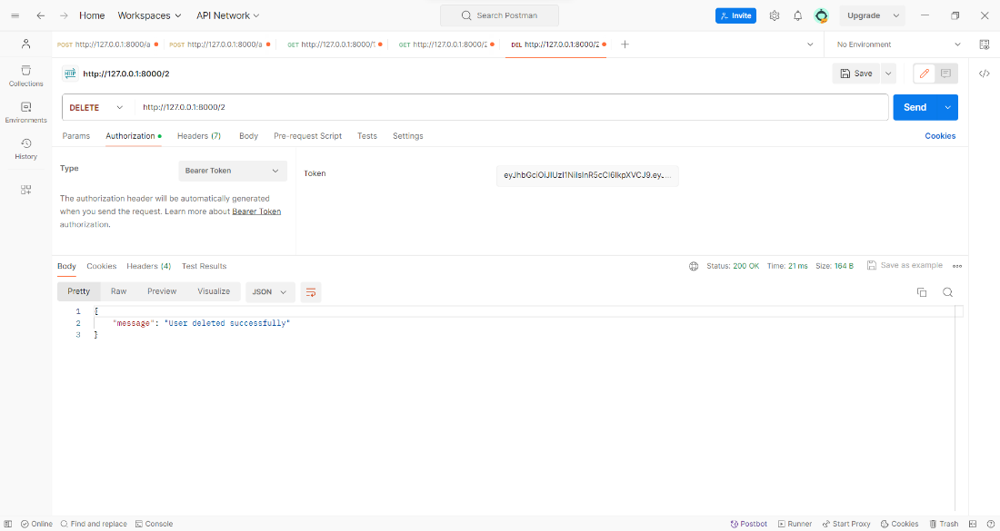 Home Workspaces API Network Search Postman Invite Upgrade
POST http://127.0.0.1:8000/a POST http://127.0.0.1:8000/a GET http://127.0.0.1:8000/ GET http://127.0.0.1:8000/2 DEL http://127.0.0.1:8000/2 No Environment
HTTP http://127.0.0.1:8000/2 Save
Collections
DELETE http://127.0.0.1:8000/2 Send
Environments
Params Authorization Headers (7) Body Pre-request Script Tests Settings Cookies
History
Type Bearer Token Token eyJhbGciOiJIUzI1NiIsInR5cCI6IkpXVCJ9.eyJ...
The authorization header will be automatically generated
when you send the request. Learn more about Bearer Token
authorization.
Body Cookies Headers (4) Test Results Status: 200 OK Time: 21 ms Size: 164 B Save as example
Pretty Raw Preview Visualize JSON
1 {
2 "message": "User deleted successfully"
3 }
Online Find and replace Console Postbot Runner Start Proxy Cookies Trash